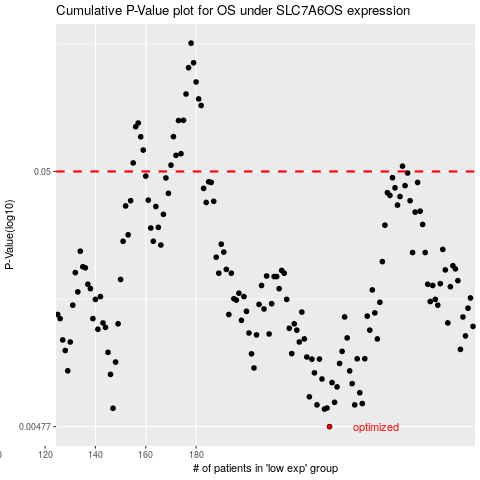 Cumulative P-Value plot for OS under SLC7A6OS expression
P-Value(log10)
0.05
0.00477
optimized
0 120 140 160 180
# of patients in 'low exp' group